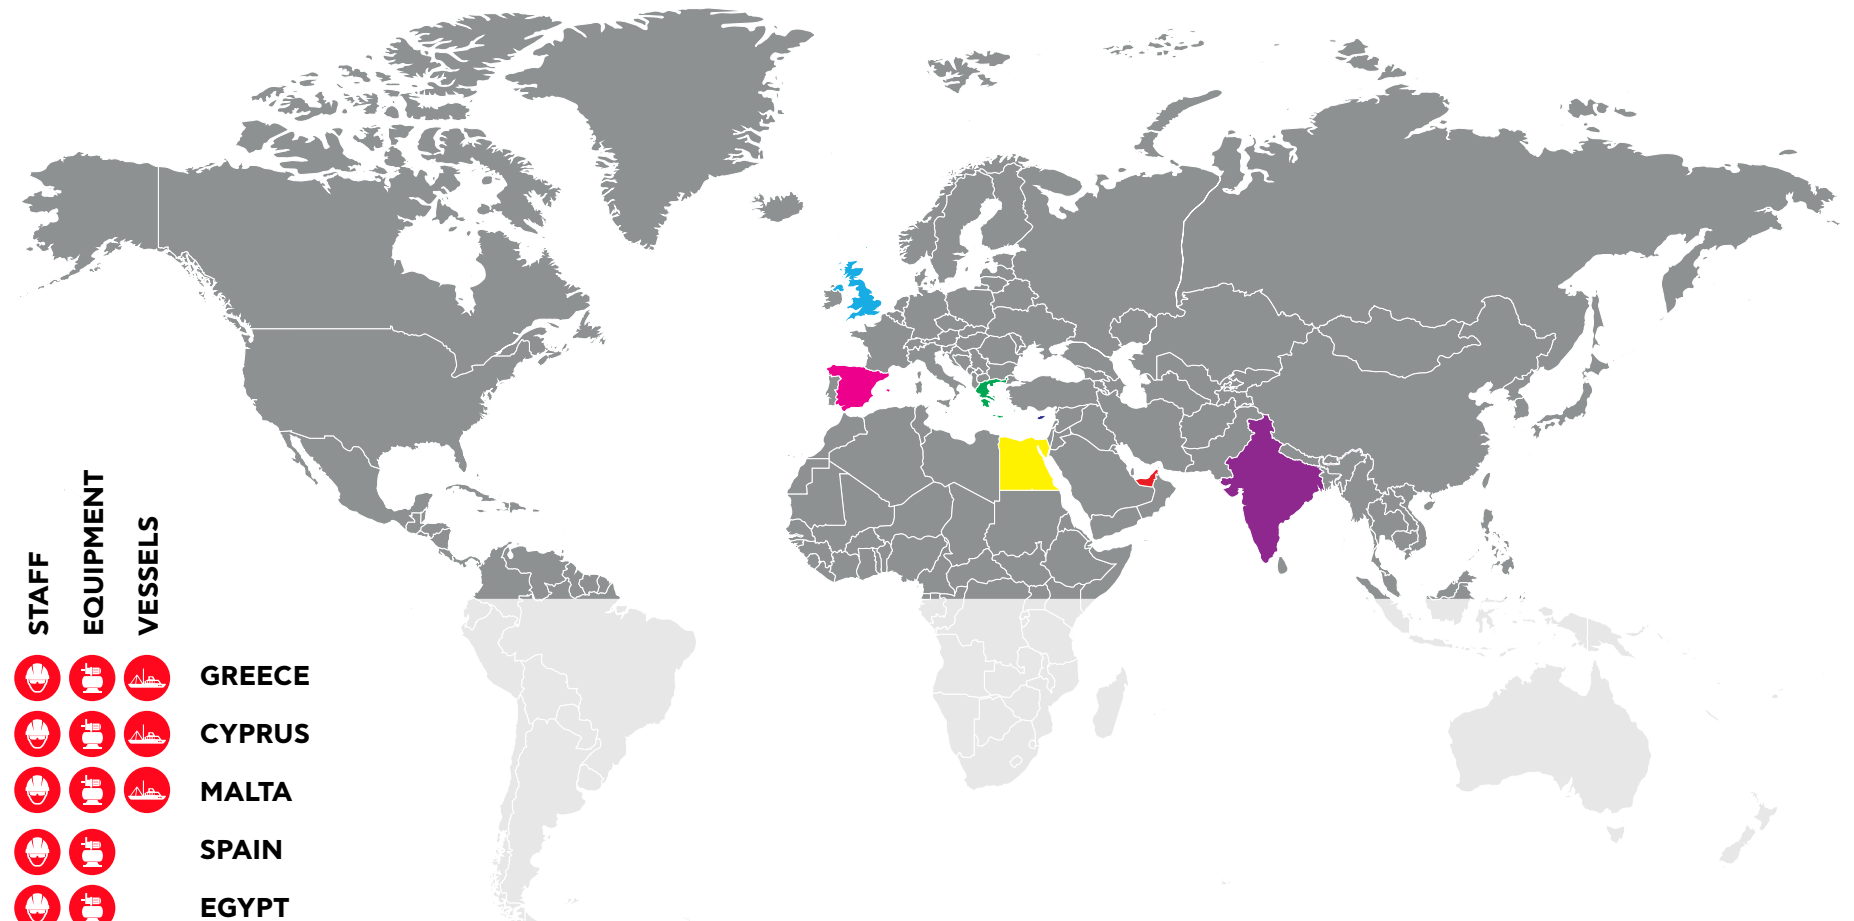 STAFF
EQUIPMENT
VESSELS
GREECE
CYPRUS
MALTA
SPAIN
EGYPT